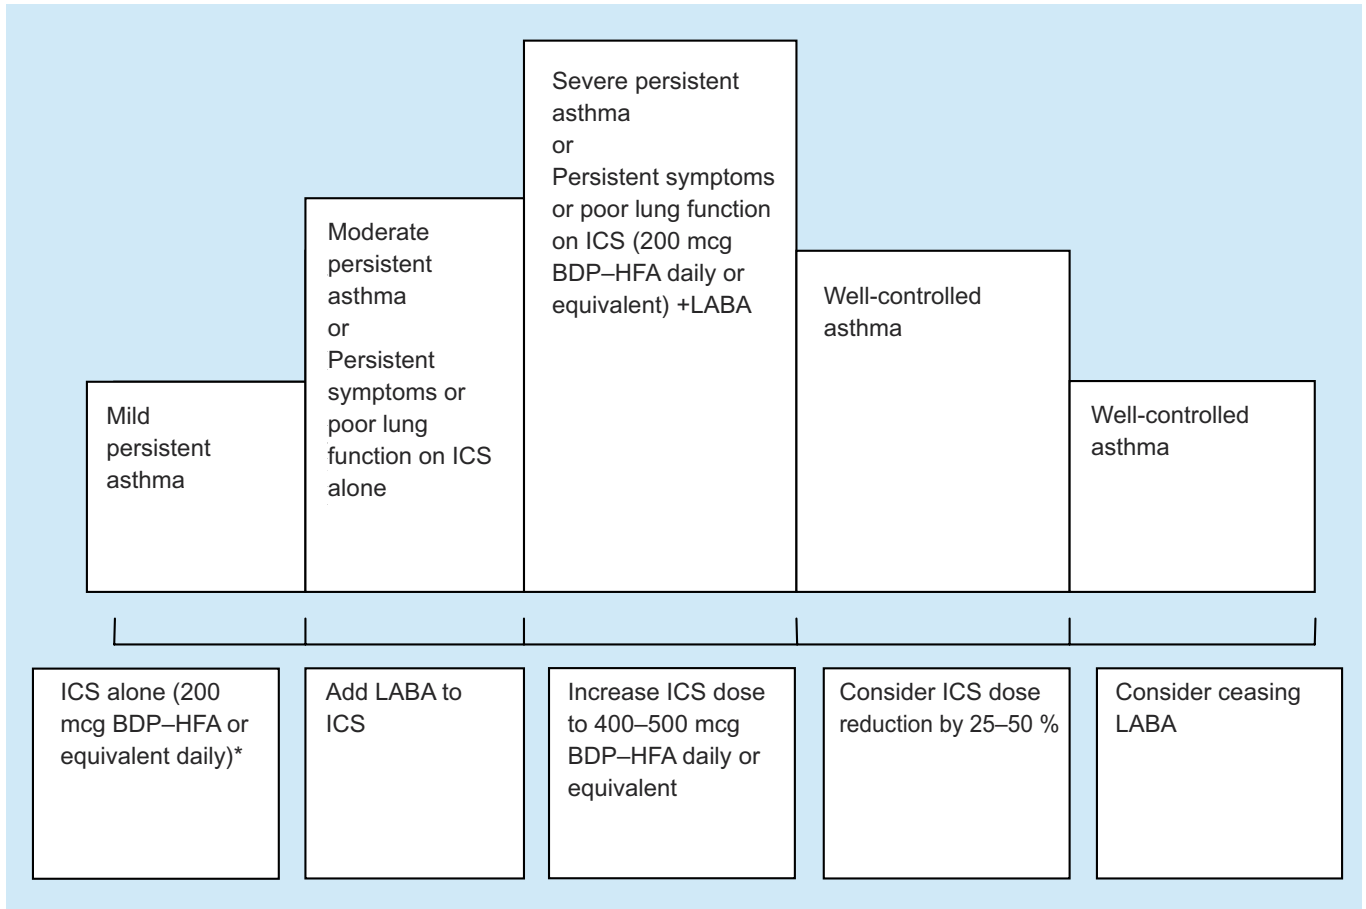 Mild
persistent
asthma
Moderate
persistent
asthma
or
Persistent
symptoms or
poor lung
function on ICS
alone
Severe persistent
asthma
or
Persistent symptoms
or poor lung function
on ICS (200 mcg
BDP–HFA daily or
equivalent) +LABA
Well-controlled
asthma
Well-controlled
asthma
ICS alone (200
mcg BDP–HFA or
equivalent daily)*
Add LABA to
ICS
Increase ICS dose
to 400–500 mcg
BDP–HFA daily or
equivalent
Consider ICS dose
reduction by 25–50 %
Consider ceasing
LABA